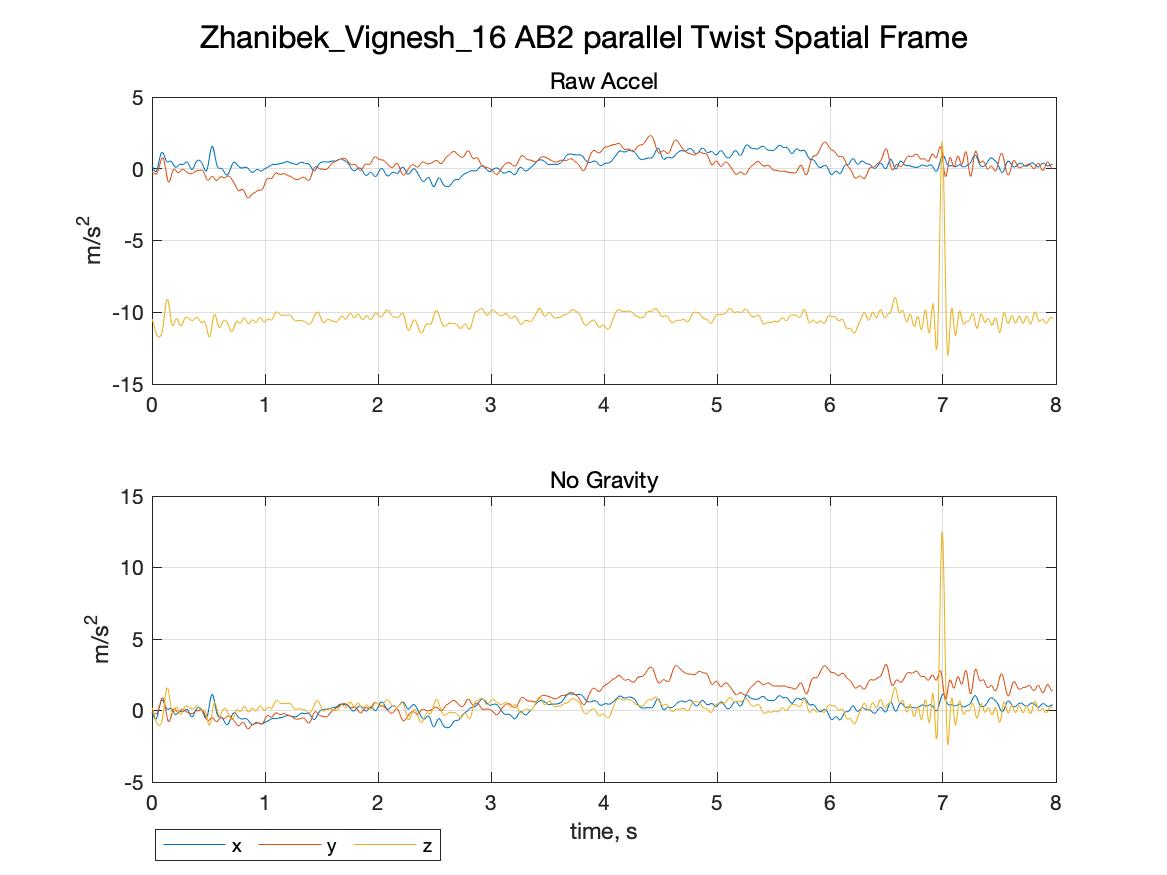 Zhanibek_Vignesh_16 AB2 parallel Twist Spatial Frame
Raw Accel
5
0
-5
-10
-15
m/s²
0 1 2 3 4 5 6 7 8
No Gravity
15
10
5
0
-5
m/s²
0 1 2 3 4 5 6 7 8
time, s
x y z